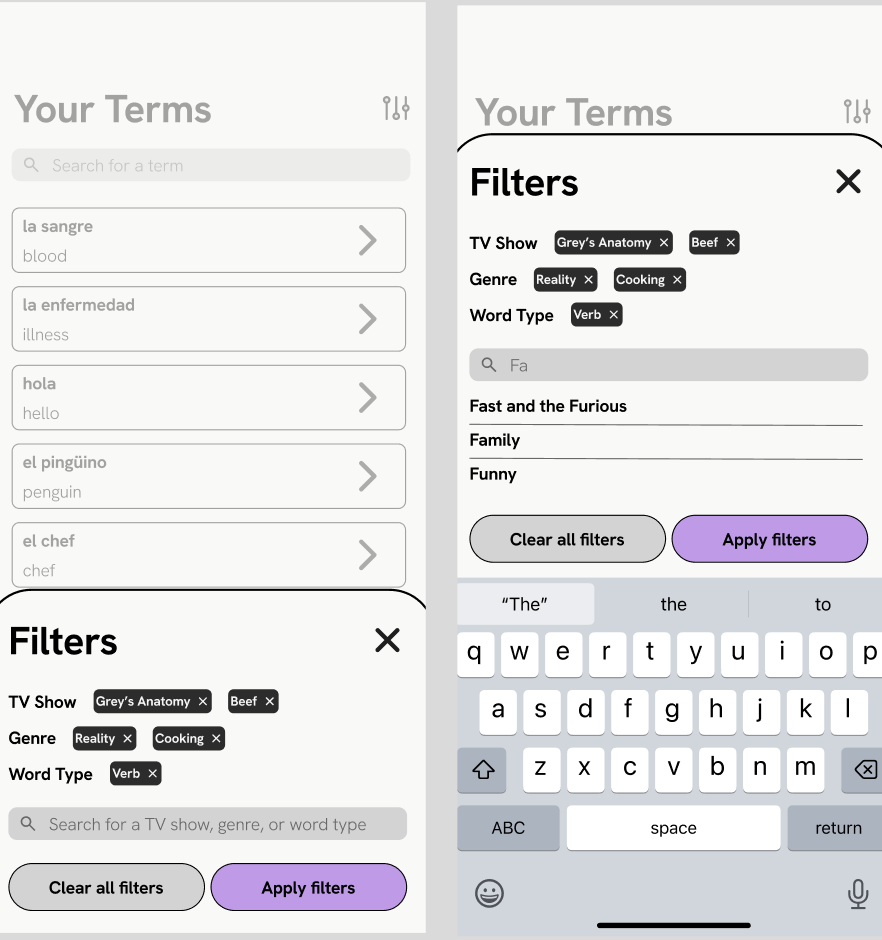 Your Terms
Search for a term
la sangre
blood
la enfermedad
illness
hola
hello
el pingüino
penguin
el chef
chef
Filters
TV Show Grey's Anatomy Beef
Genre Reality Cooking
Word Type Verb
Search for a TV show, genre, or word type
Clear all filters Apply filters
Your Terms
Filters
TV Show Grey's Anatomy Beef
Genre Reality Cooking
Word Type Verb
Fa
Fast and the Furious
Family
Funny
Clear all filters Apply filters
“The” the to
q w e r t y u i o p
a s d f g h j k l
z x c v b n m
ABC space return